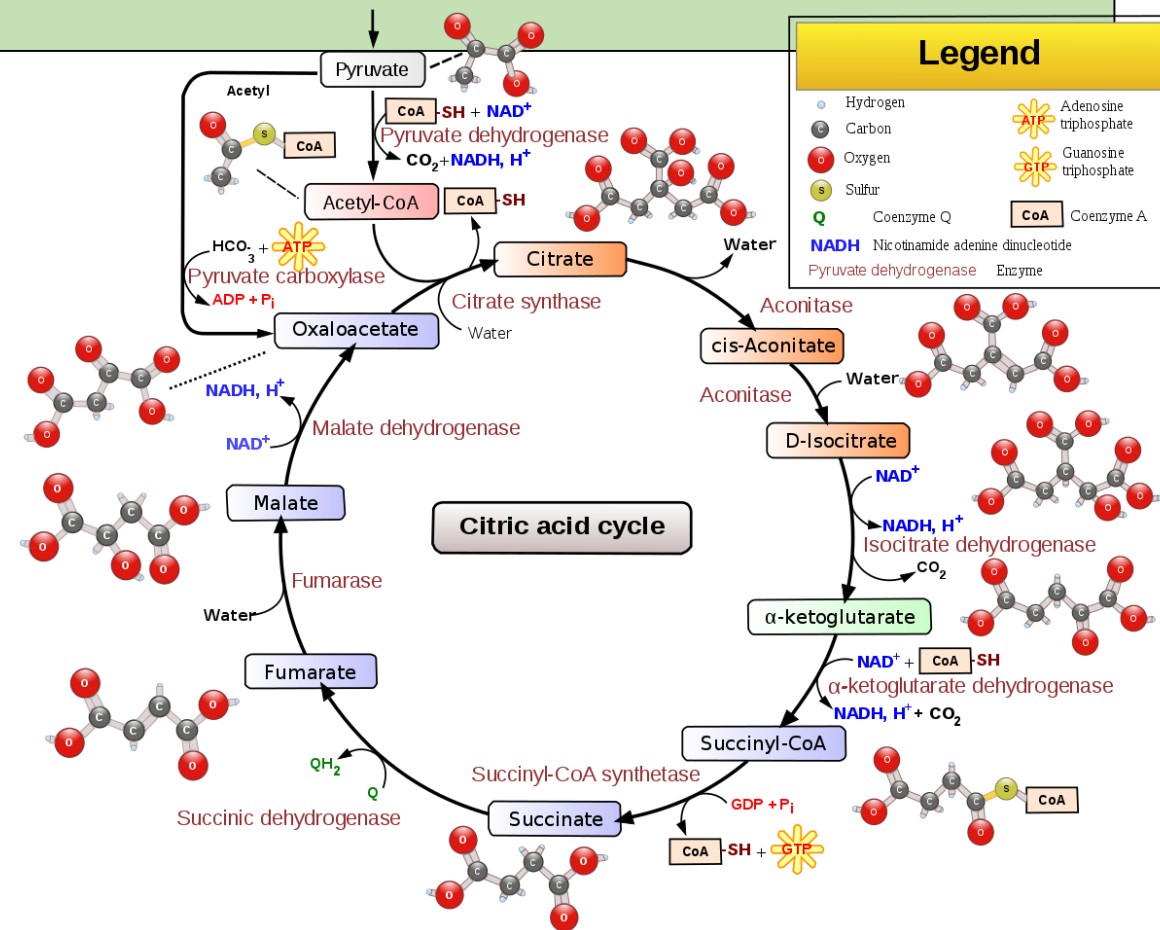 Legend
Hydrogen
Carbon
Oxygen
S Sulfur
Q Coenzyme Q
NADH Nicotinamide adenine dinucleotide
Pyruvate dehydrogenase Enzyme
ATP Adenosine
triphosphate
GTP Guanosine
triphosphate
CoA Coenzyme A
Pyruvate
Acetyl
CoA -SH + NAD+
Pyruvate dehydrogenase
CO2+NADH, H+
S CoA
Acetyl-CoA
CoA -SH
HCO3- + ATP
Pyruvate carboxylase
ADP + Pi
Citrate
Water
Citrate synthase
Water
Oxaloacetate
Aconitase
cis-Aconitate
Water
Aconitase
D-Isocitrate
NAD+
NADH, H+
Isocitrate dehydrogenase
CO2
α-ketoglutarate
NAD+ + CoA -SH
α-ketoglutarate dehydrogenase
NADH, H+ + CO2
Succinyl-CoA
S CoA
Succinyl-CoA synthetase
GDP + Pi
CoA -SH + GTP
Succinate
QH2
Q
Succinic dehydrogenase
Fumarate
Water
Fumarase
Malate
NADH, H+
NAD+
Malate dehydrogenase
Citric acid cycle